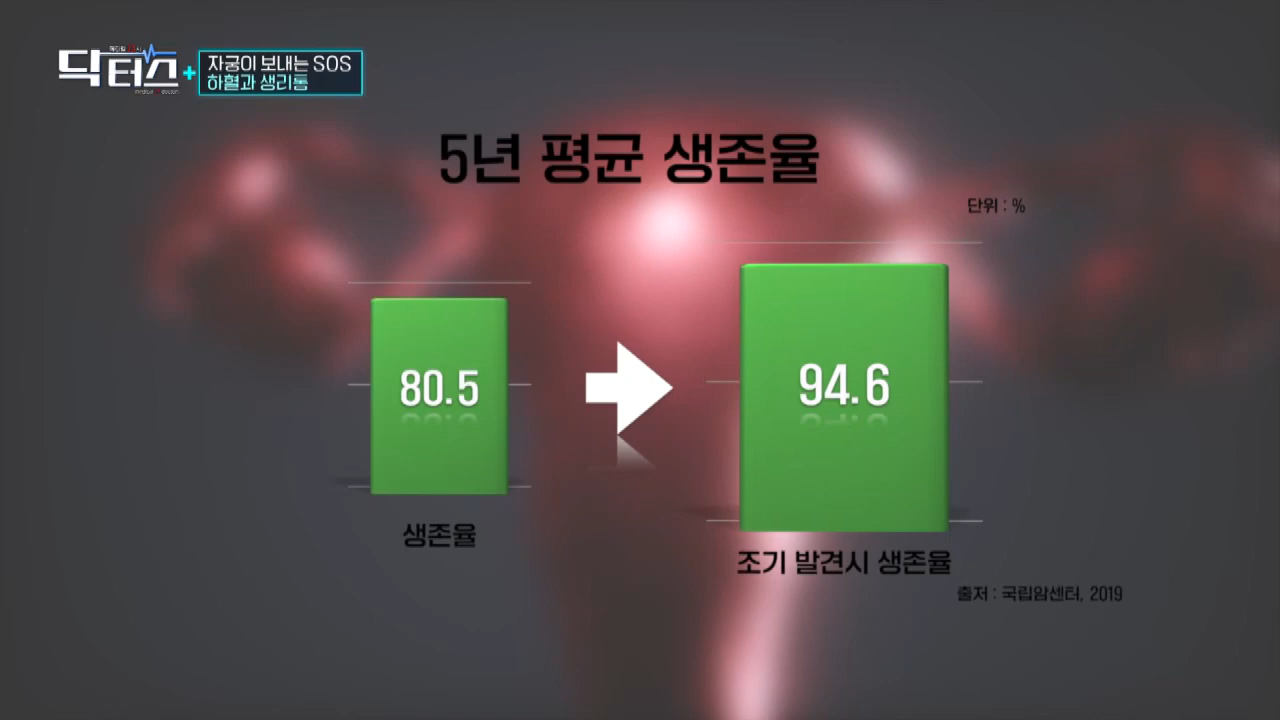 닥터스
자궁이 보내는 SOS
하혈과 생리통
5년 평균 생존율
단위 : %
80.5
94.6
생존율
조기 발견시 생존율
출저 : 국립암센터, 2019